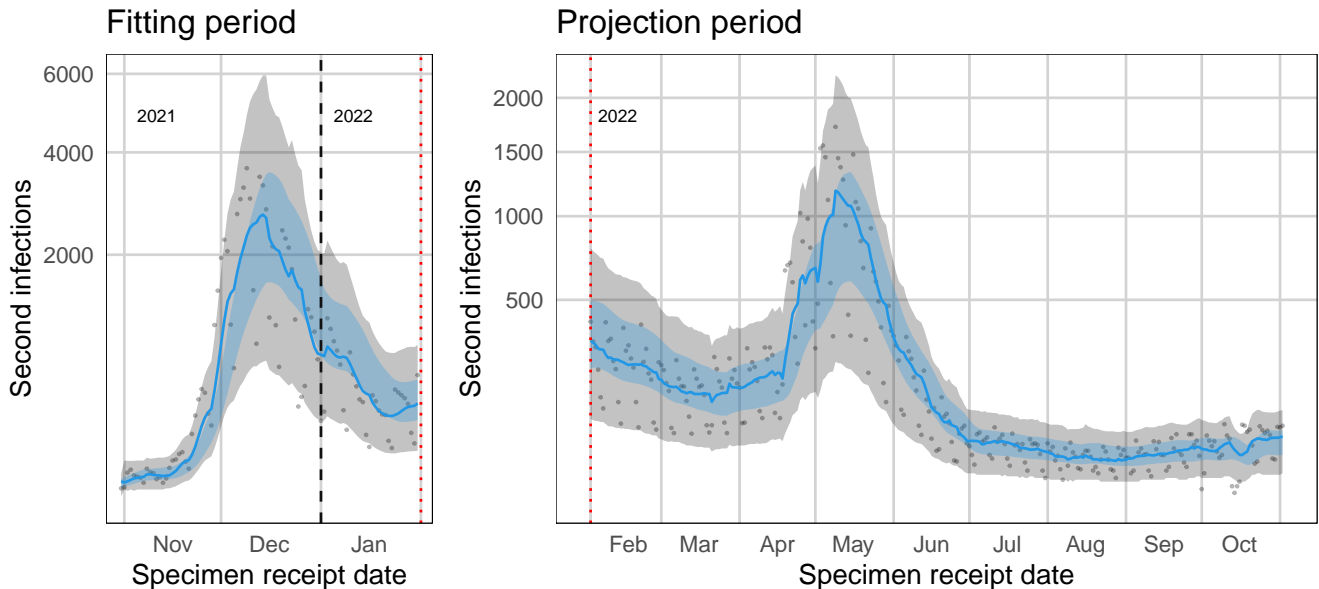 Fitting period
Projection period
Second infections
6000
4000
2000
2021
2022
Nov
Dec
Jan
Specimen receipt date
Second infections
2000
1500
1000
500
2022
Feb
Mar
Apr
May
Jun
Jul
Aug
Sep
Oct
Specimen receipt date